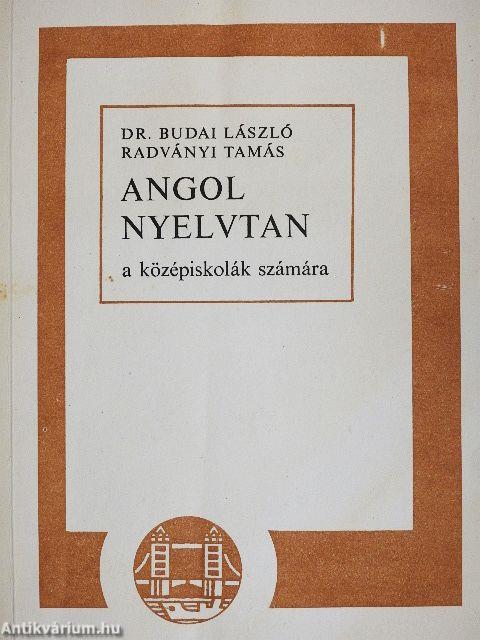 DR. BUDAI LÁSZLÓ
RADVÁNYI TAMÁS
ANGOL
NYELVTAN
a középiskolák számára
Antikvárium.hu